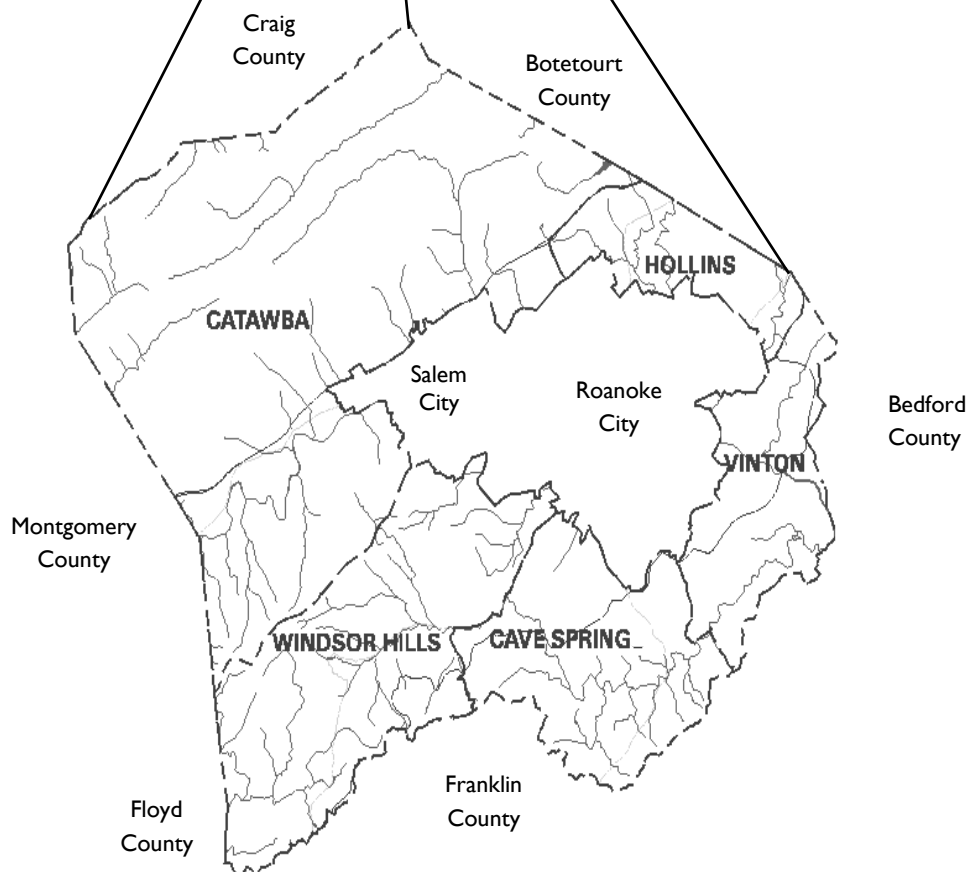 Craig
County
Botetourt
County
HOLLINS
CATAWBA
Salem
City
Roanoke
City
Bedford
County
VINTON
Montgomery
County
WINDSOR HILLS
CAVE SPRING
Franklin
County
Floyd
County